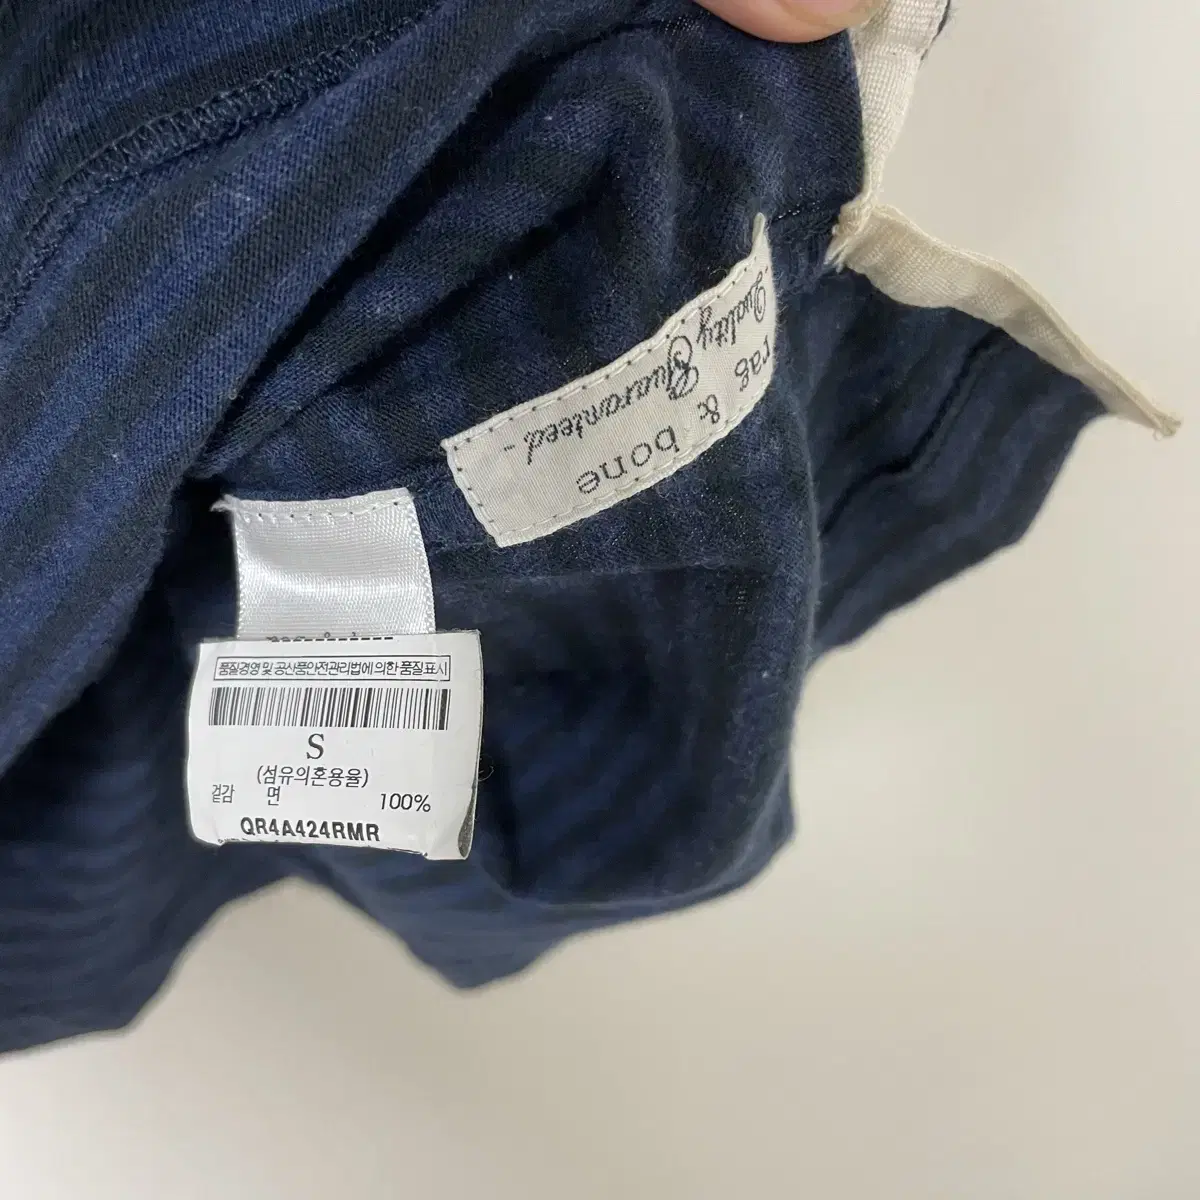 rag & bone
- Quality Guaranteed -
품질경영 및 공산품안전관리법에 의한 품질표시
S
(섬유의혼용율)
겉감 면 100%
QR4A424RMR